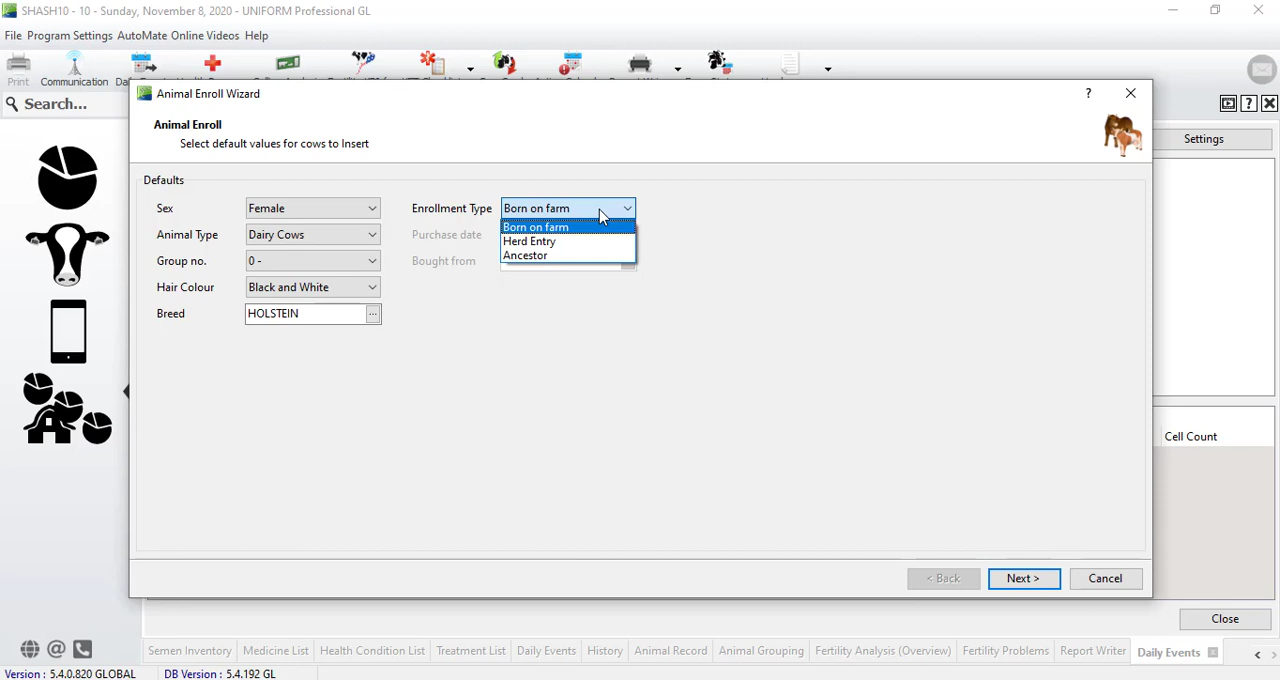 SHASH10 - 10 - Sunday, November 8, 2020 - UNIFORM Professional GL
File Program Settings AutoMate Online Videos Help
Print Communication
Search...
Animal Enroll Wizard
?
Animal Enroll
Select default values for cows to Insert
Settings
Defaults
Sex Female Enrollment Type Born on farm
Born on farm
Animal Type Dairy Cows Purchase date
Herd Entry
Ancestor
Group no. 0 - Bought from
Hair Colour Black and White
Breed HOLSTEIN ...
Cell Count
< Back Next > Cancel
Close
Semen Inventory Medicine List Health Condition List Treatment List Daily Events History Animal Record Animal Grouping Fertility Analysis (Overview) Fertility Problems Report Writer Daily Events
Version : 5.4.0.820 GLOBAL DB Version : 5.4.192 GL